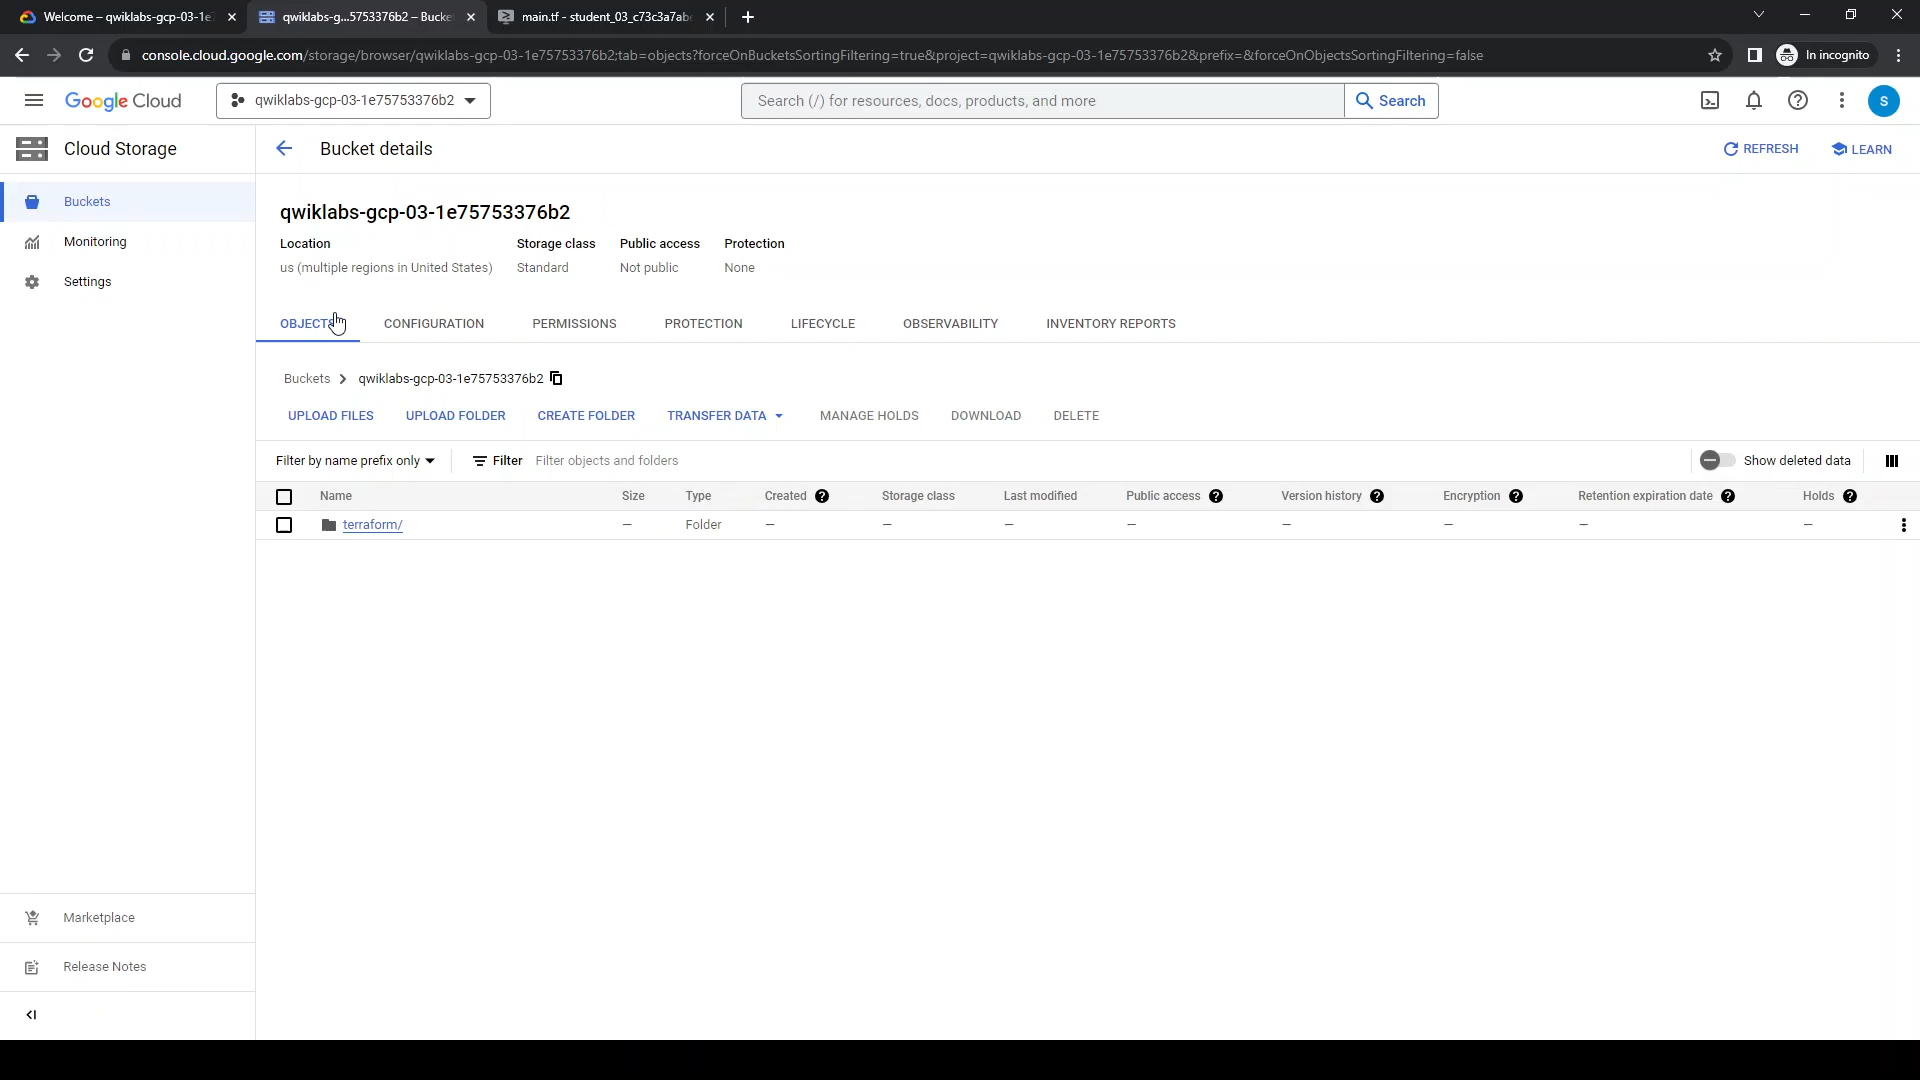 Welcome – qwiklabs-gcp-03-1e7
qwiklabs-g...5753376b2 – Bucke
main.tf - student_03_c73c3a7ab
console.cloud.google.com/storage/browser/qwiklabs-gcp-03-1e75753376b2;tab=objects?forceOnBucketsSortingFiltering=true&project=qwiklabs-gcp-03-1e75753376b2&prefix=&forceOnObjectsSortingFiltering=false
In incognito
Google Cloud
qwiklabs-gcp-03-1e75753376b2
Search (/) for resources, docs, products, and more
Search
S
Cloud Storage
Bucket details
REFRESH
LEARN
Buckets
Monitoring
Settings
qwiklabs-gcp-03-1e75753376b2
Location Storage class Public access Protection
us (multiple regions in United States) Standard Not public None
OBJECTS CONFIGURATION PERMISSIONS PROTECTION LIFECYCLE OBSERVABILITY INVENTORY REPORTS
Buckets > qwiklabs-gcp-03-1e75753376b2
UPLOAD FILES UPLOAD FOLDER CREATE FOLDER TRANSFER DATA MANAGE HOLDS DOWNLOAD DELETE
Filter by name prefix only Filter Filter objects and folders Show deleted data
Name Size Type Created Storage class Last modified Public access Version history Encryption Retention expiration date Holds
terraform/ — Folder — — — — — — — —
Marketplace
Release Notes